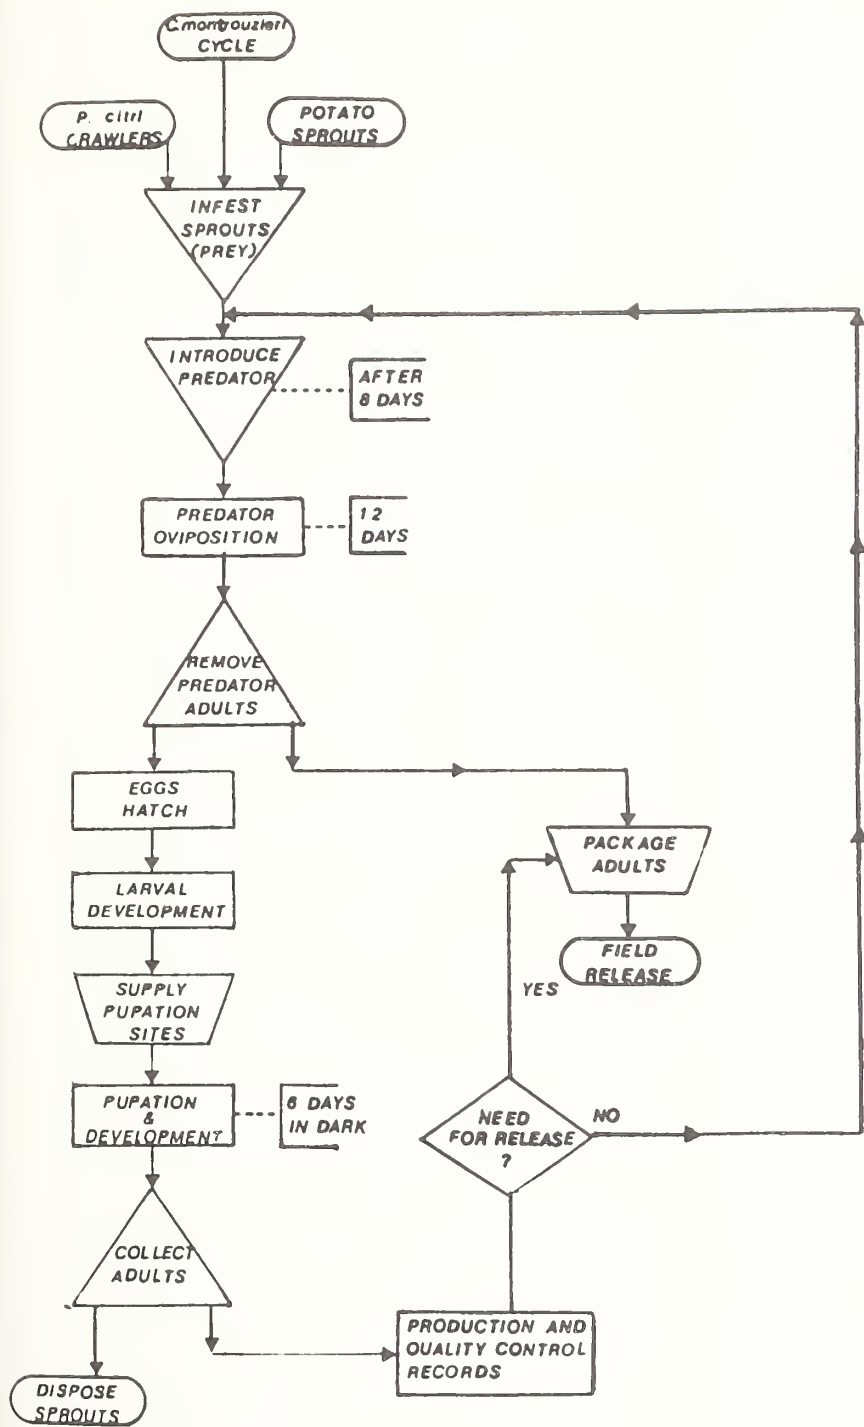 C.montrouzieri
CYCLE
P. citri
CRAWLERS
POTATO
SPROUTS
INFEST
SPROUTS
(PREY)
INTRODUCE
PREDATOR
AFTER
8 DAYS
PREDATOR
OVIPOSITION
12
DAYS
REMOVE
PREDATOR
ADULTS
EGGS
HATCH
PACKAGE
ADULTS
LARVAL
DEVELOPMENT
FIELD
RELEASE
SUPPLY
PUPATION
SITES
YES
PUPATION
&
DEVELOPMENT
6 DAYS
IN DARK
NEED
FOR RELEASE
?
NO
COLLECT
ADULTS
PRODUCTION AND
QUALITY CONTROL
RECORDS
DISPOSE
SPROUTS